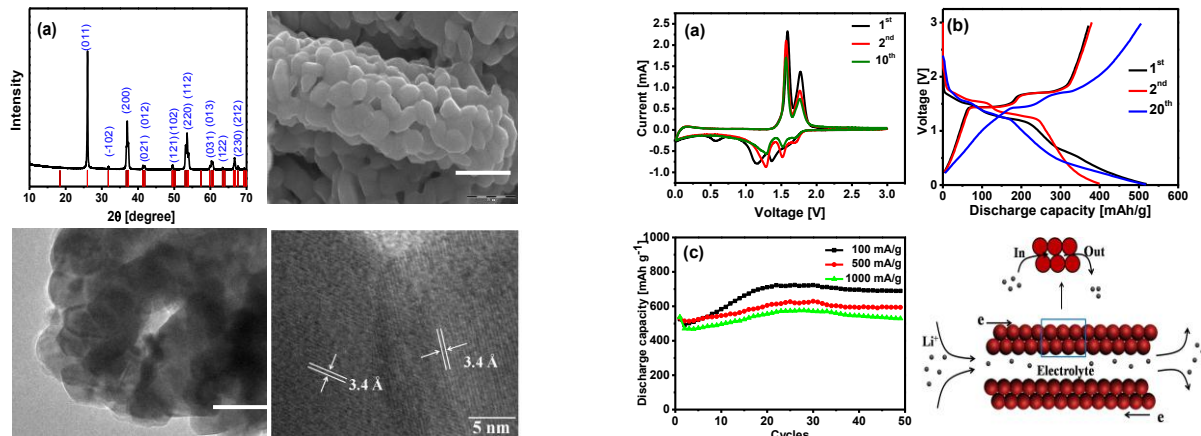 (a)
(011)
(-102)
(200)
(021) (012)
(121) (102)
(220) (112)
(031) (013)
(122)
(230) (212)
Intensity
10 20 30 40 50 60 70
2θ [degree]
3.4 Å
3.4 Å
5 nm
(a)
1st
2nd
10th
Current [mA]
2.5
2.0
1.5
1.0
0.5
0.0
-0.5
-1.0
0.0 0.5 1.0 1.5 2.0 2.5 3.0
Voltage [V]
(b)
1st
2nd
20th
Voltage [V]
3
2
1
0
0 100 200 300 400 500 600
Discharge capacity [mAh/g]
(c)
100 mA/g
500 mA/g
1000 mA/g
Discharge capacity [mAh g-1]
1000
800
600
400
200
0
0 10 20 30 40 50
Cycles
In
Out
e
Li+
Electrolyte
e